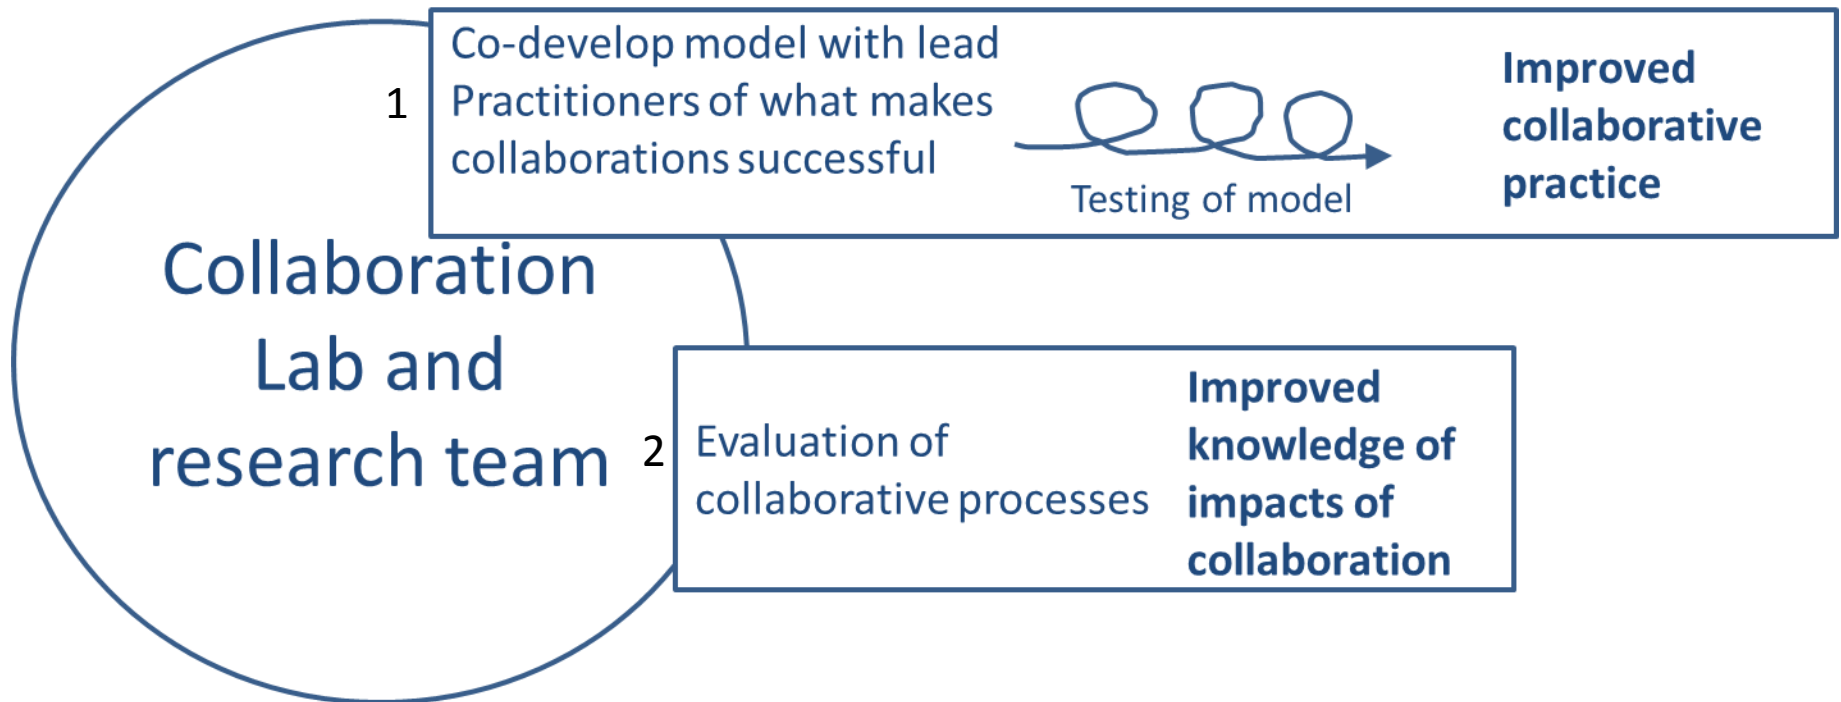 Collaboration
Lab and
research team
1
Co-develop model with lead
Practitioners of what makes
collaborations successful
Testing of model
Improved
collaborative
practice
2
Evaluation of
collaborative processes
Improved
knowledge of
impacts of
collaboration